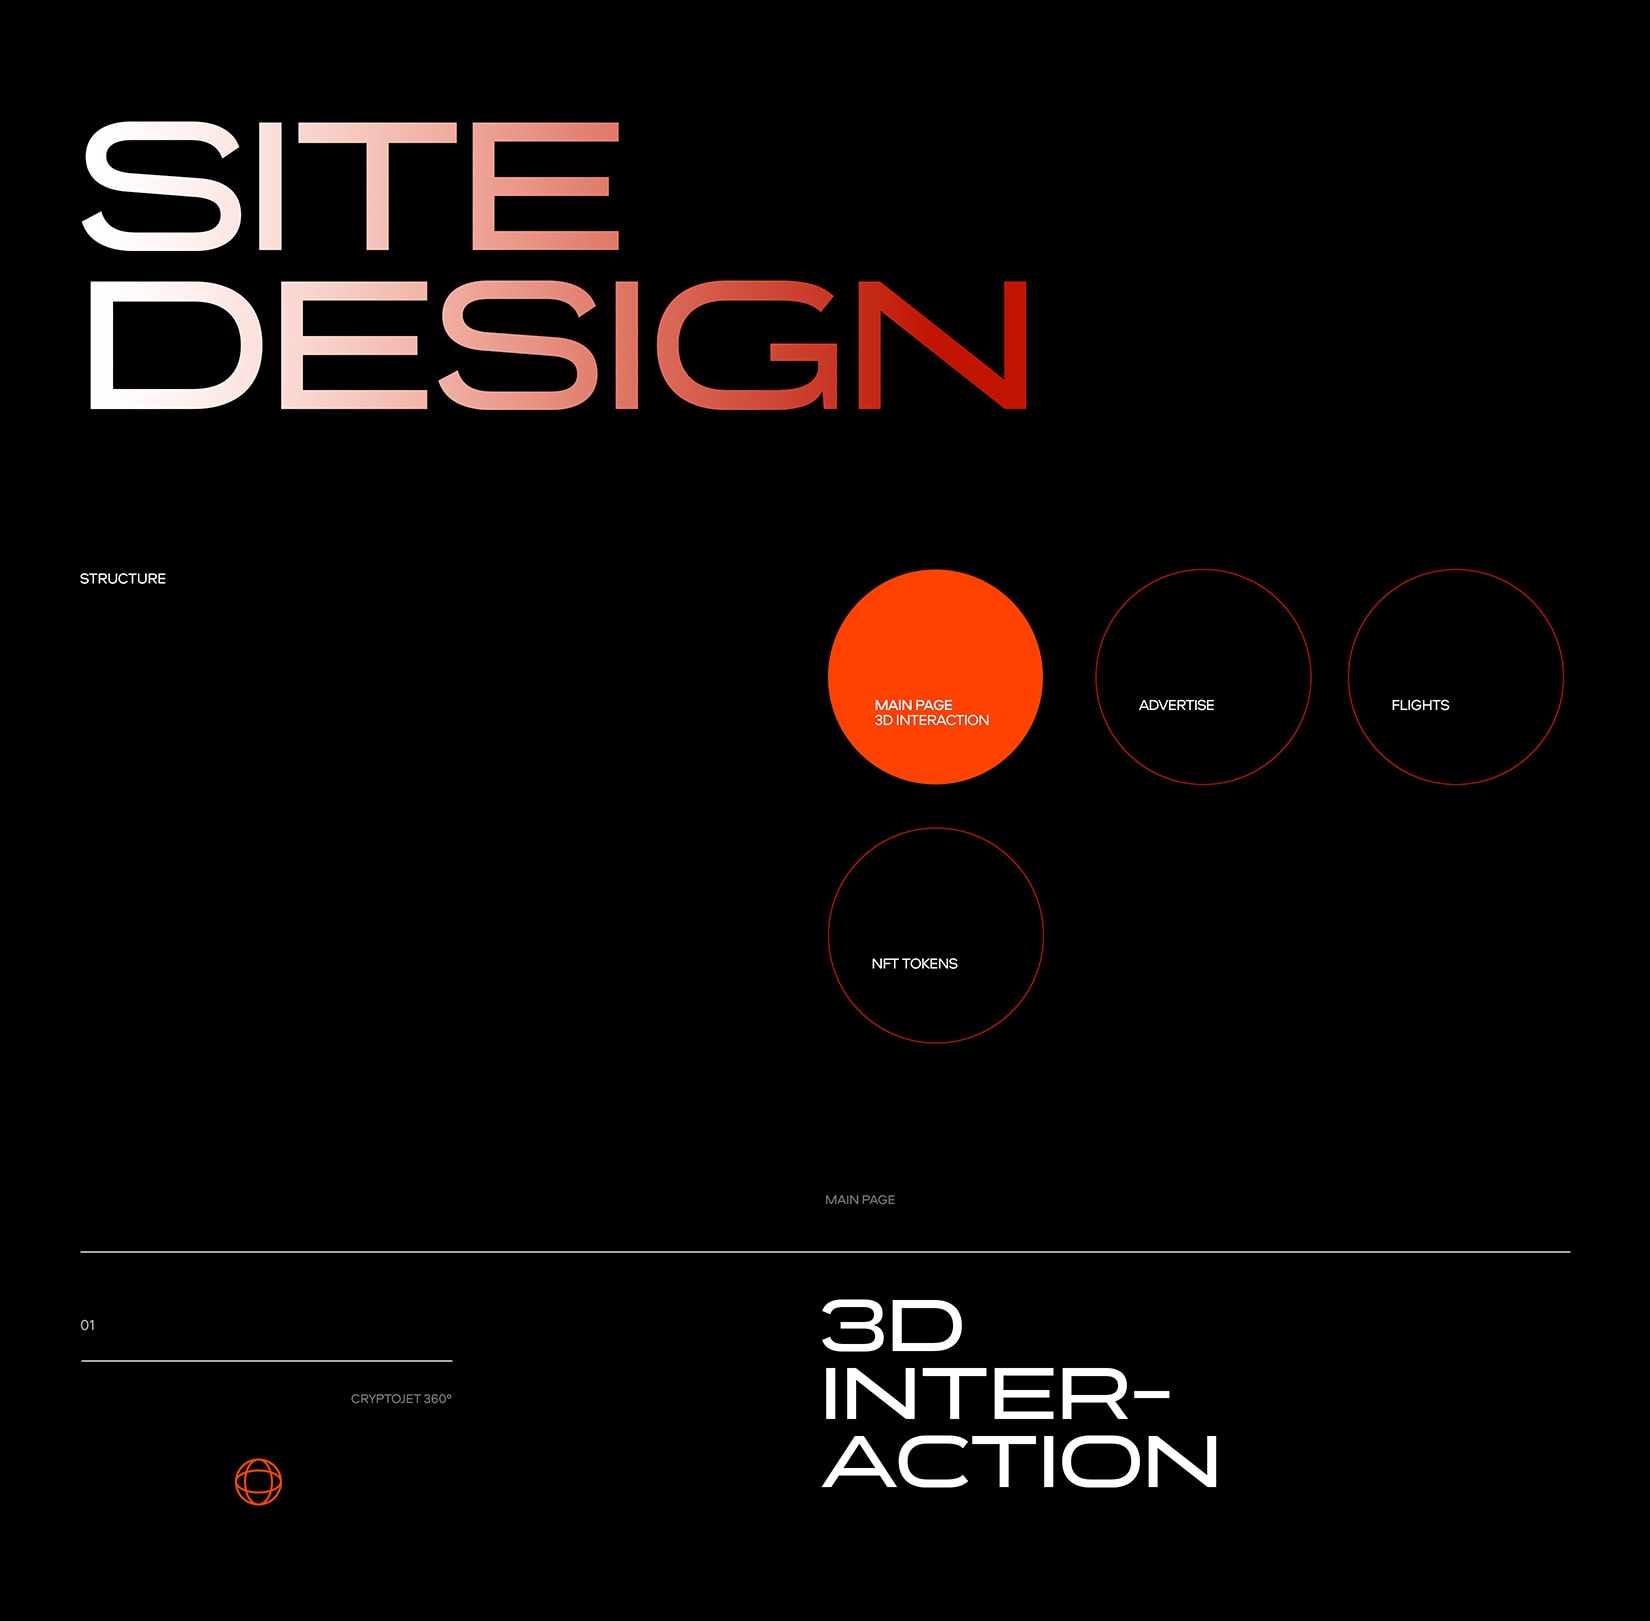 SITE
DESIGN
STRUCTURE
MAIN PAGE
3D INTERACTION
ADVERTISE
FLIGHTS
NFT TOKENS
MAIN PAGE
01
CRYPTOJET 360°
3D
INTER-
ACTION